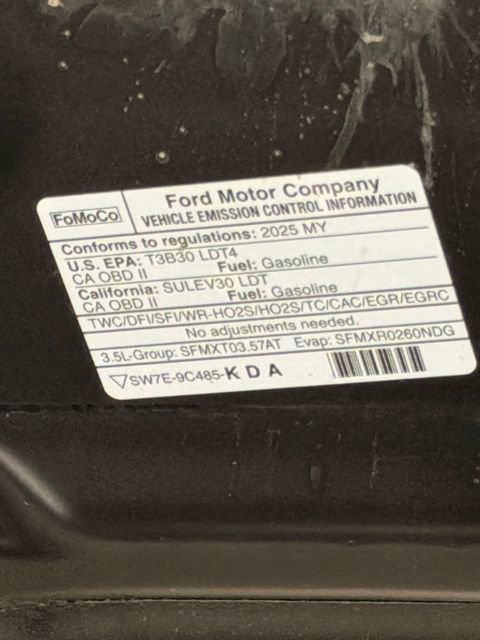 FoMoCo
Ford Motor Company
VEHICLE EMISSION CONTROL INFORMATION
Conforms to regulations: 2025 MY
U.S. EPA: T3B30 LDT4
CA OBD II Fuel: Gasoline
California: SULEV30 LDT
CA OBD II Fuel: Gasoline
TWC/DFI/SFI/WR-HO2S/HO2S/TC/CAC/EGR/EGRC
No adjustments needed.
3.5L-Group: SFMXT03.57AT Evap: SFMXR0260NDG
SW7E-9C485-KDA